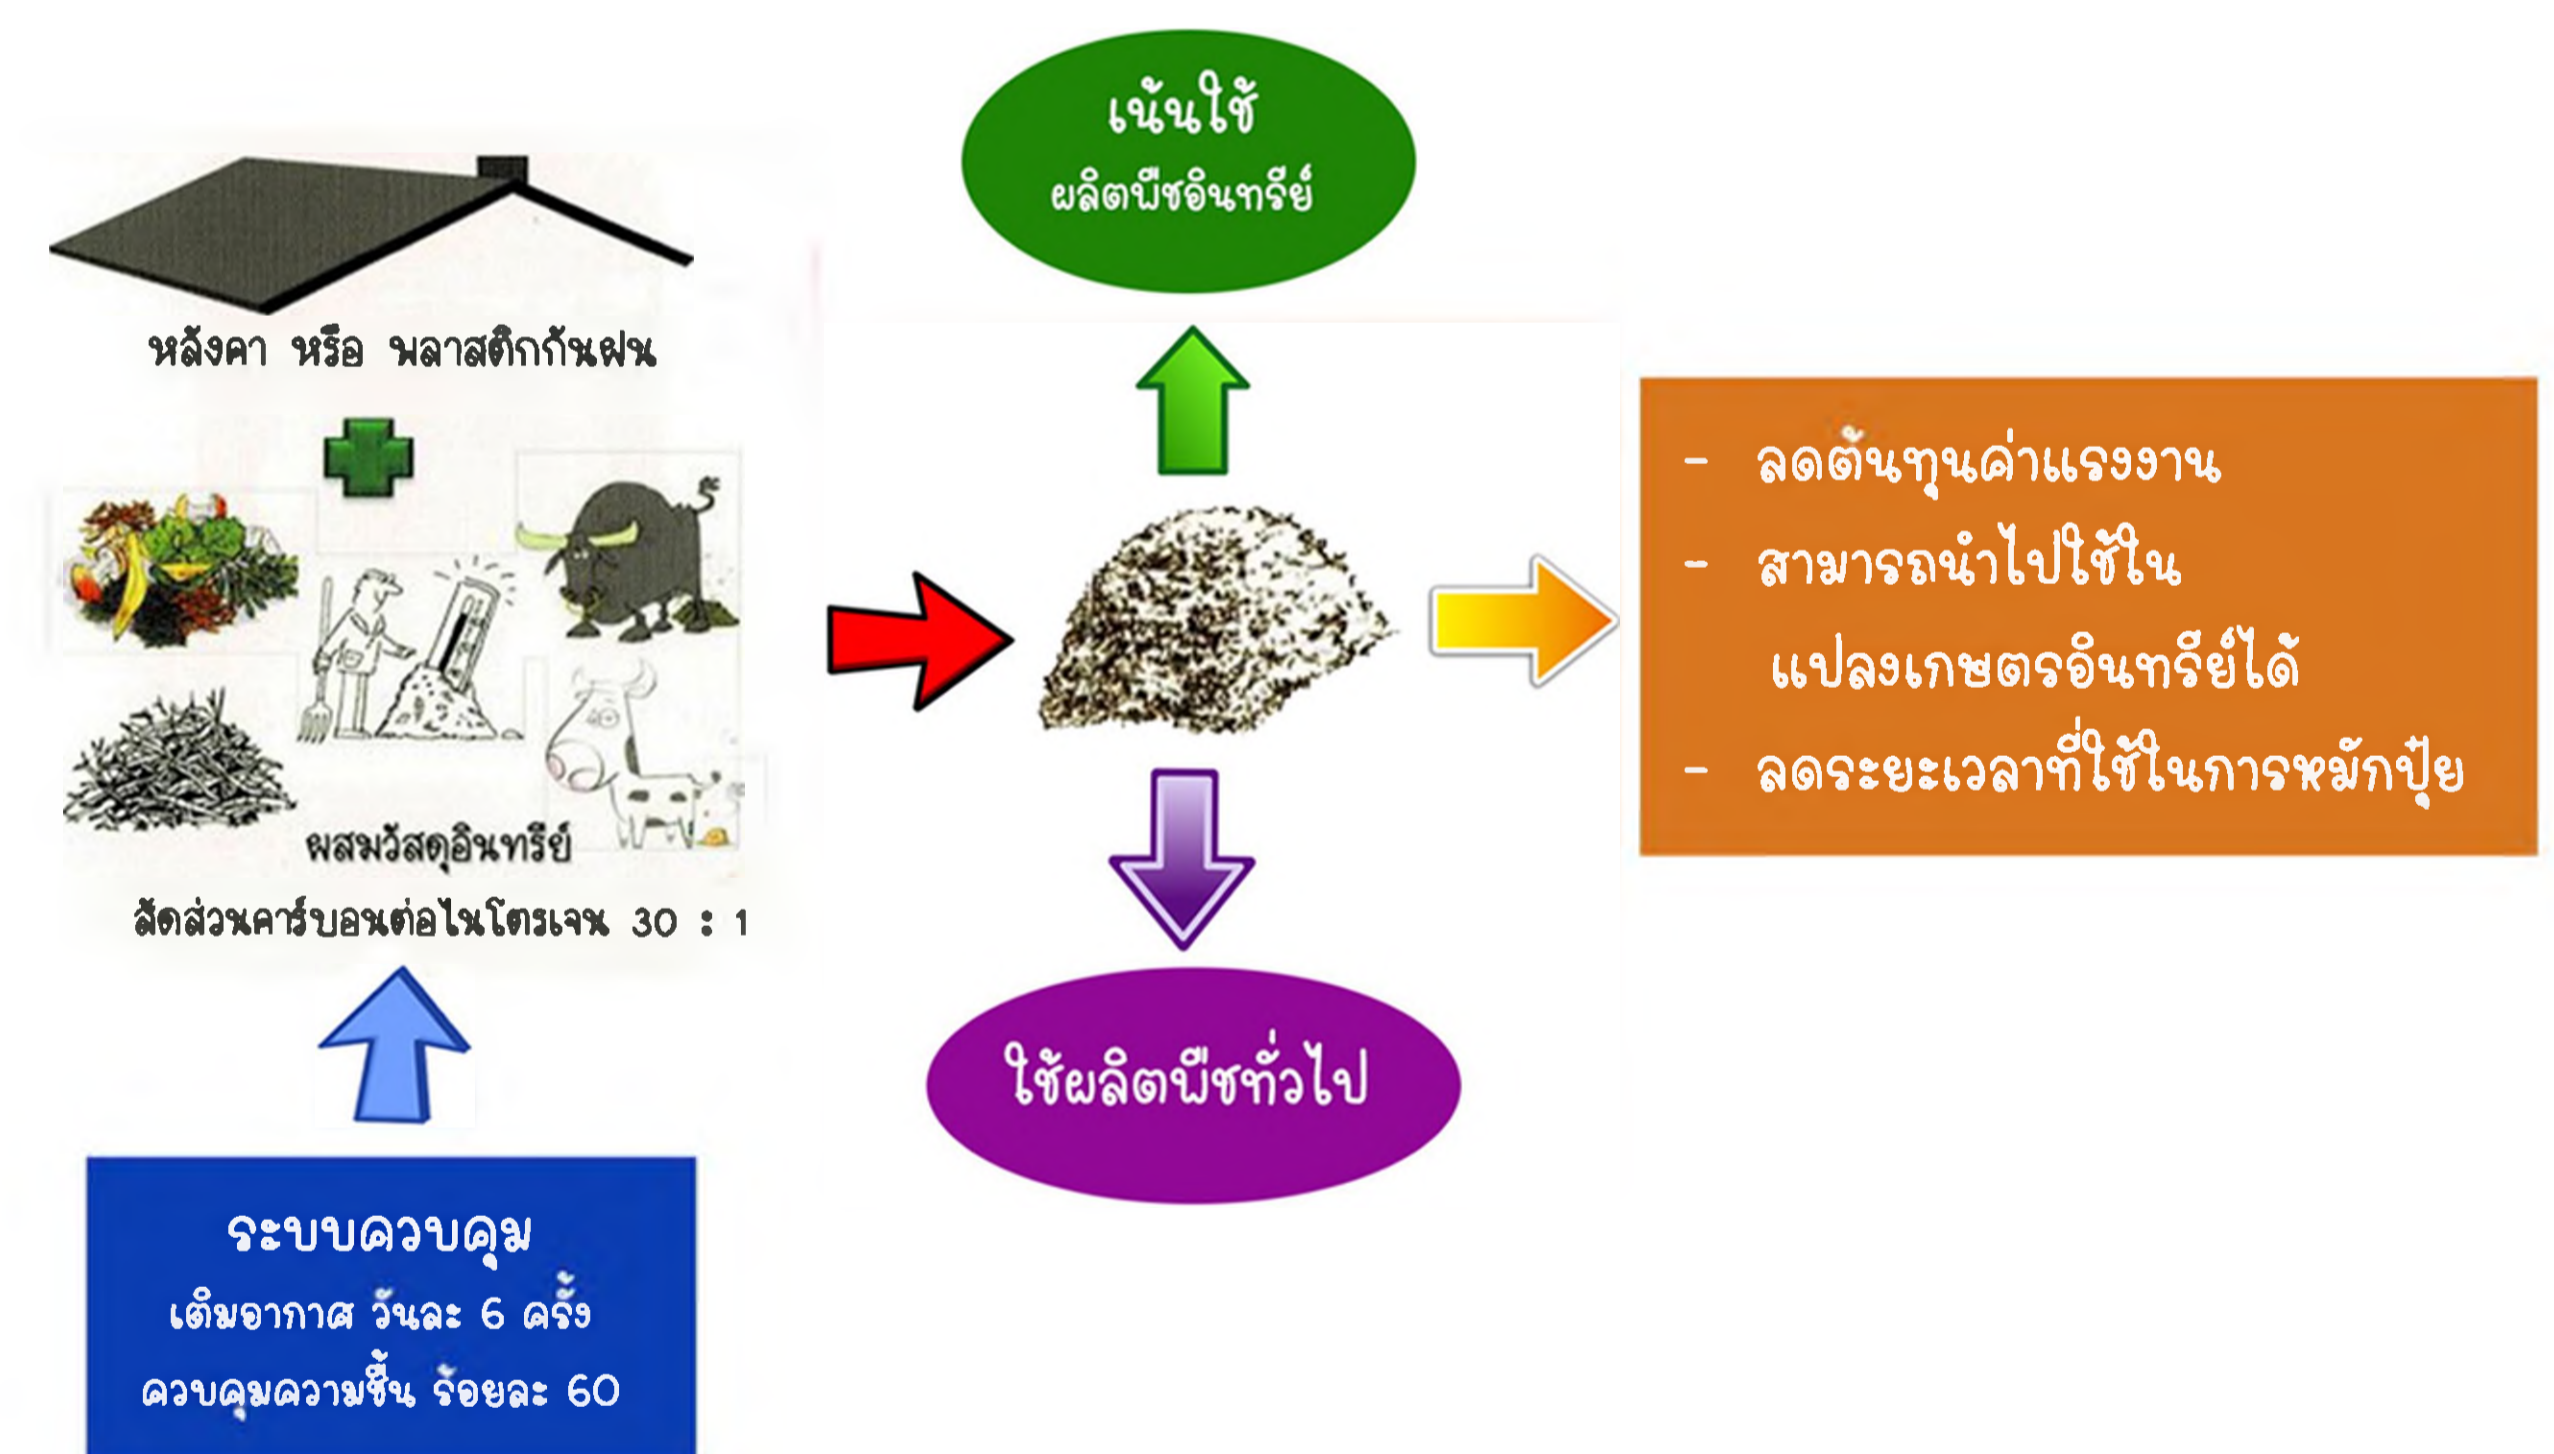 เน้นใช้
ผลิตพืชอินทรีย์
หลังคา หรือ พลาสติกกันฝน
ผสมวัสดุอินทรีย์
สัดส่วนคาร์บอนต่อไนโตรเจน 30 : 1
ระบบควบคุม
เติมอากาศ วันละ 6 ครั้ง
ควบคุมความชื้น ร้อยละ 60
ใช้ผลิตพืชทั่วไป
- ลดต้นทุนค่าแรงงาน
- สามารถนำไปใช้ใน
แปลงเกษตรอินทรีย์ได้
- ลดระยะเวลาที่ใช้ในการหมักปุ๋ย